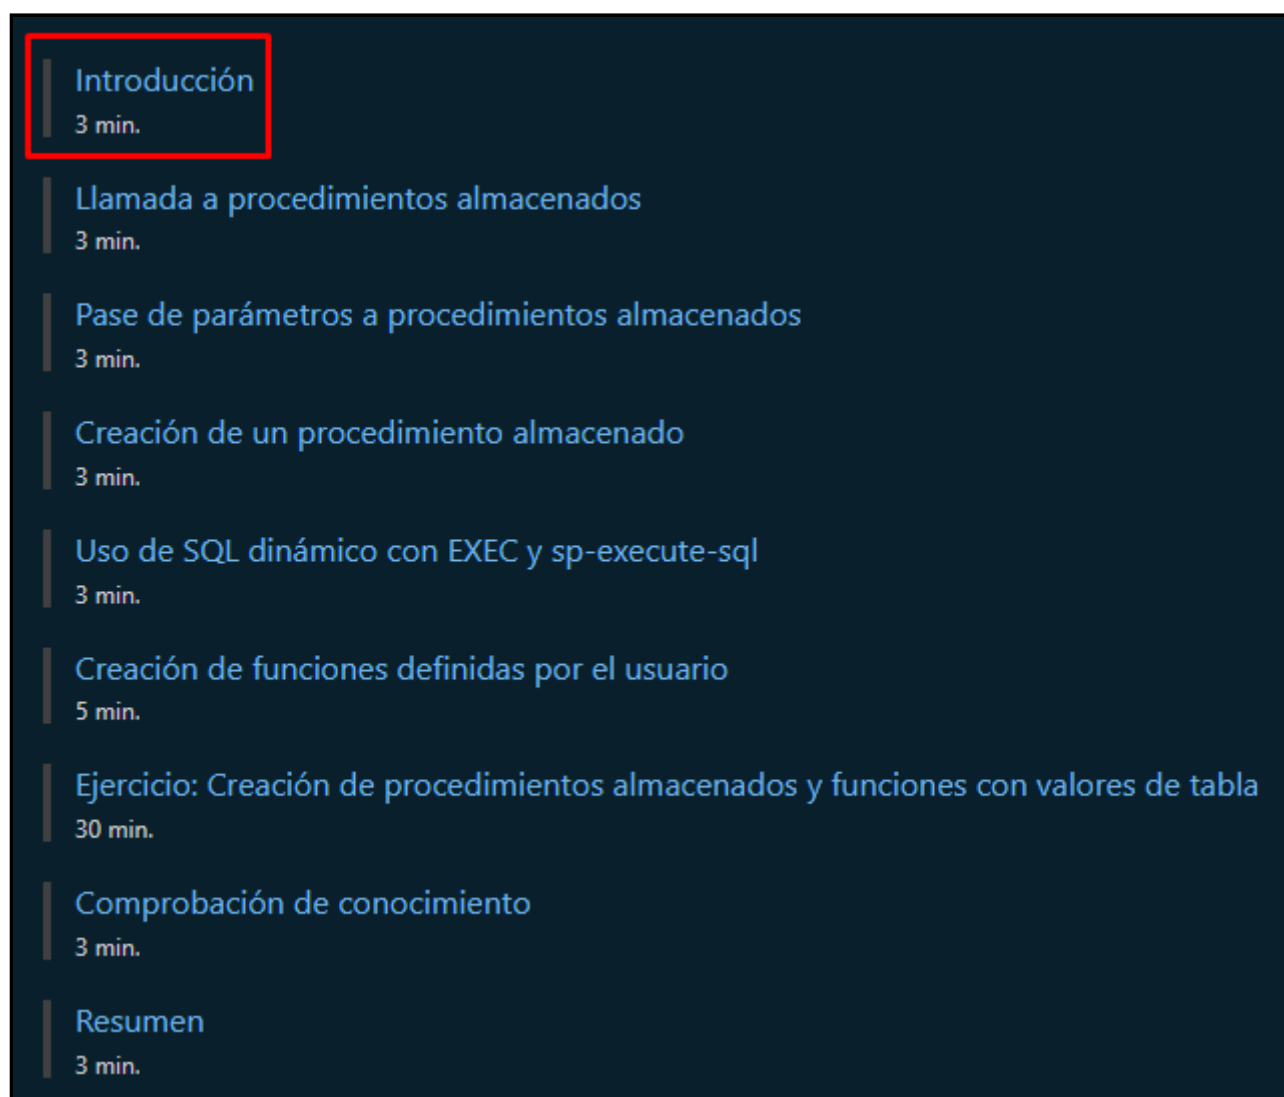 Introducción
3 min.
Llamada a procedimientos almacenados
3 min.
Pase de parámetros a procedimientos almacenados
3 min.
Creación de un procedimiento almacenado
3 min.
Uso de SQL dinámico con EXEC y sp-execute-sql
3 min.
Creación de funciones definidas por el usuario
5 min.
Ejercicio: Creación de procedimientos almacenados y funciones con valores de tabla
30 min.
Comprobación de conocimiento
3 min.
Resumen
3 min.